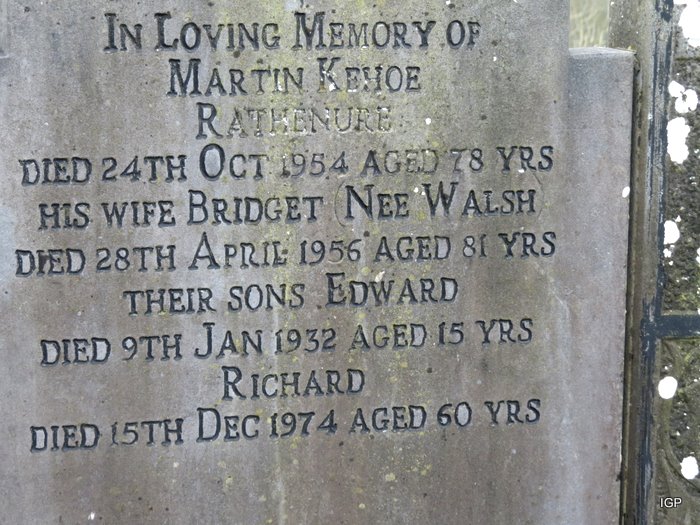 In Loving Memory of
Martin Kehoe
Rathenure
died 24th Oct 1954 aged 78 yrs
his wife Bridget (Nee Walsh)
died 28th April 1956 aged 81 yrs
their sons Edward
died 9th Jan 1932 aged 15 yrs
Richard
died 15th Dec 1974 aged 60 yrs
IGP